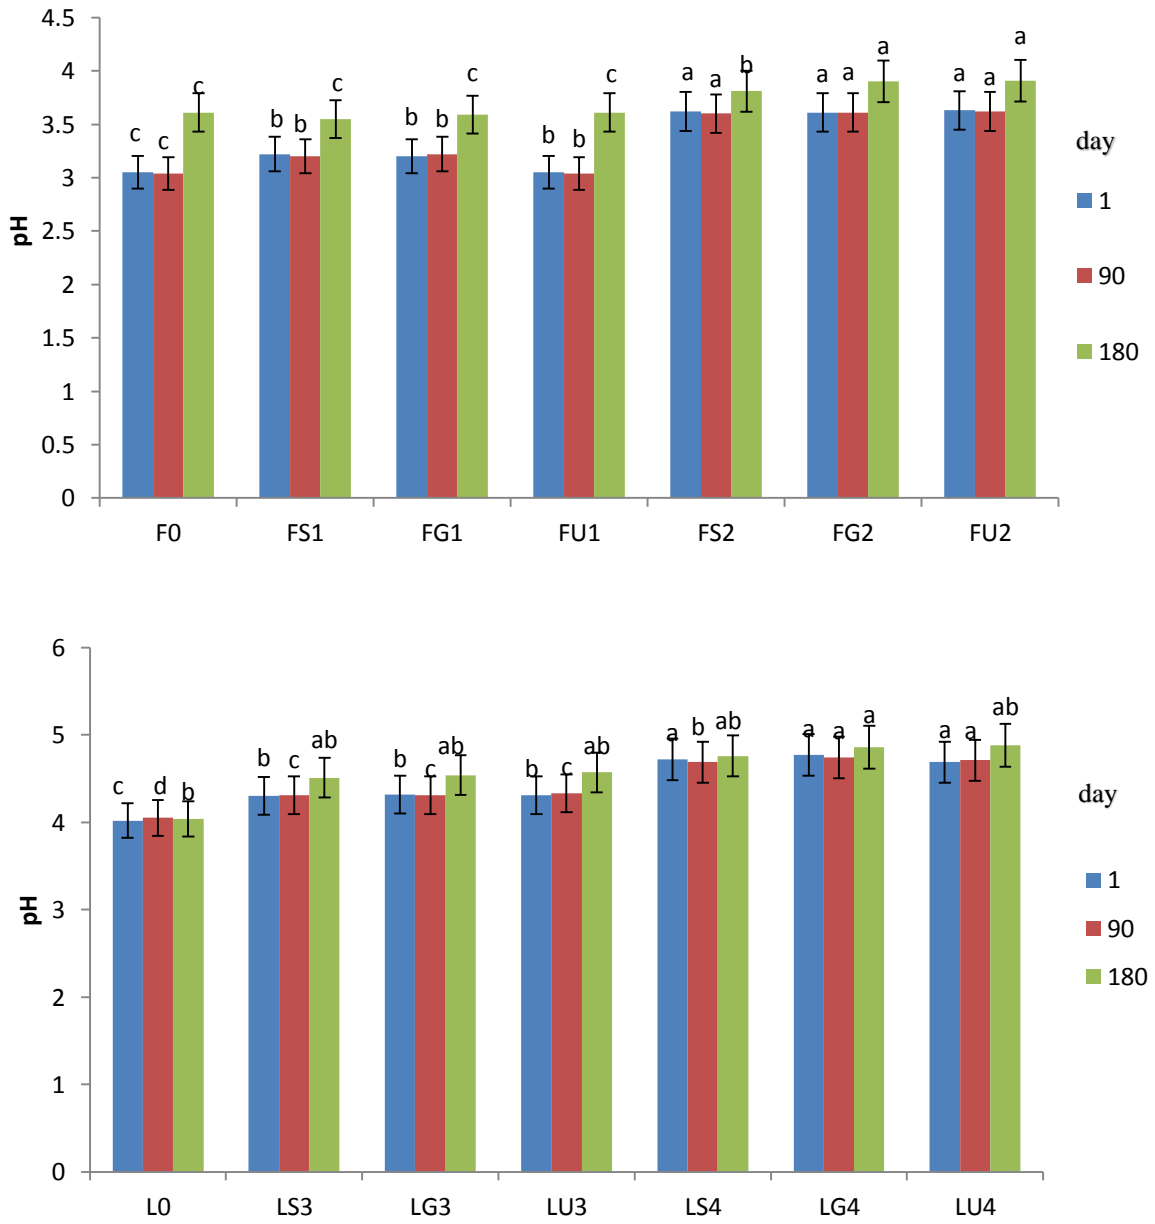 4.5
4
3.5
3
2.5
2
1.5
1
0.5
0
pH
c c c
b b c
b b c
b b c
a a b
a a a
a a a
F0 FS1 FG1 FU1 FS2 FG2 FU2
day
1
90
180
6
5
4
3
2
1
0
pH
c d b
b c ab
b c ab
b c ab
a b ab
a a a
a a ab
L0 LS3 LG3 LU3 LS4 LG4 LU4
day
1
90
180